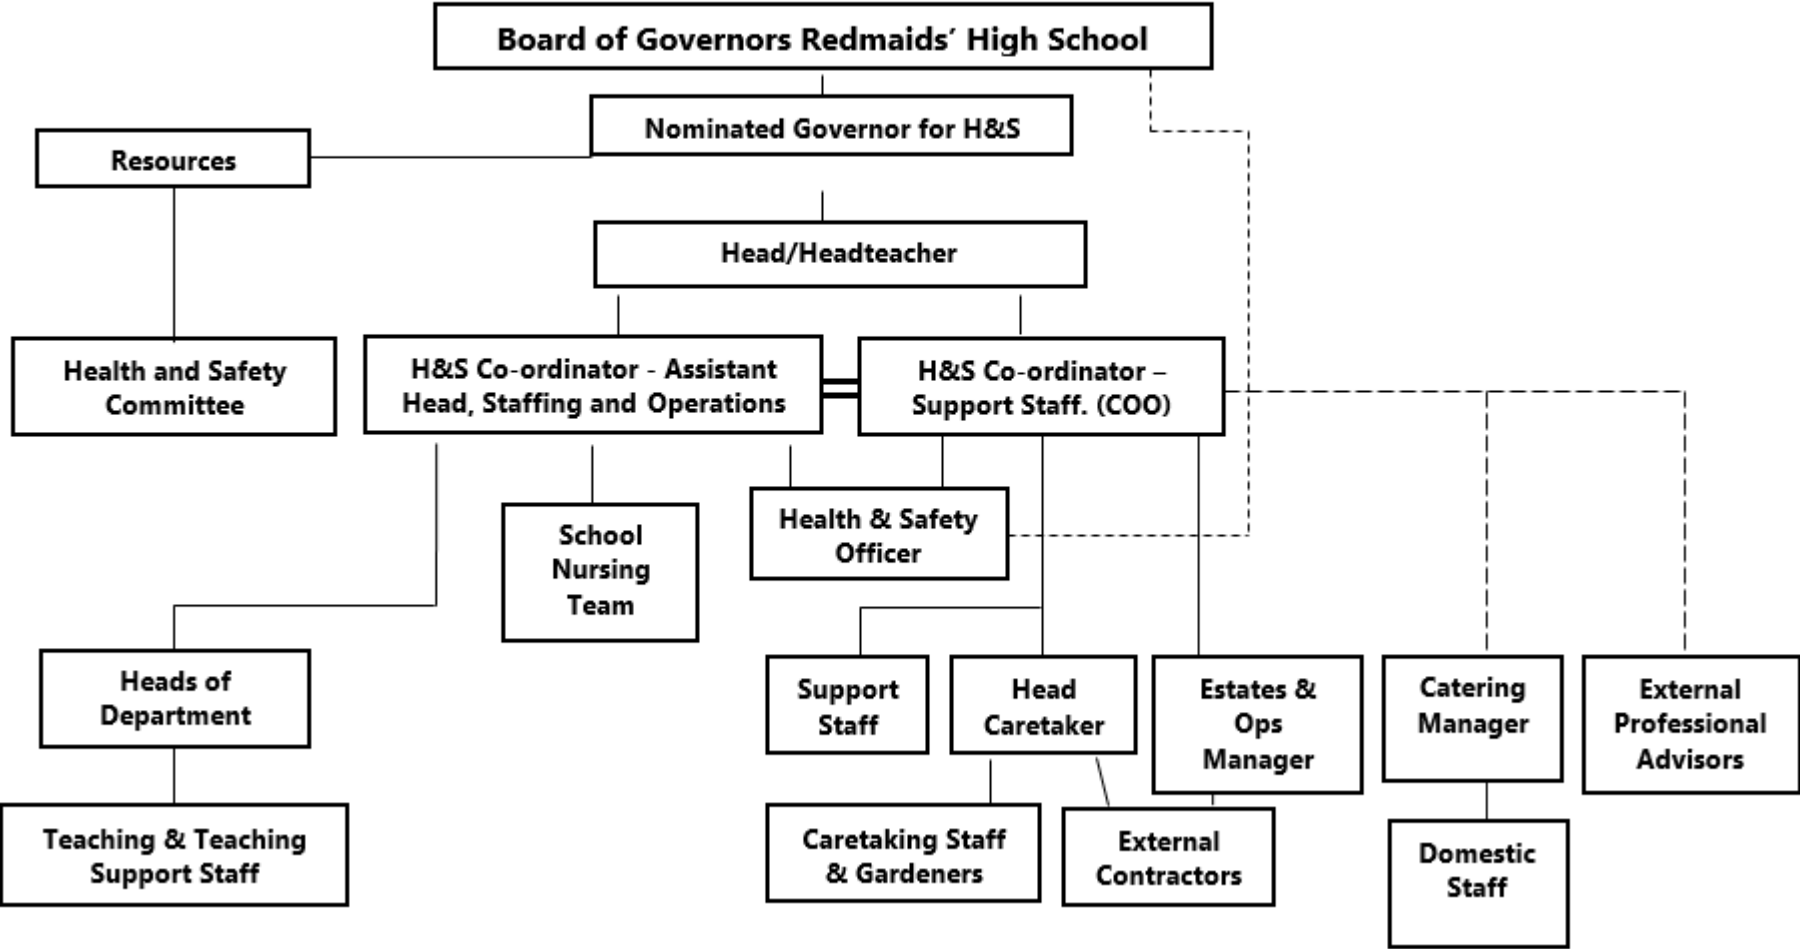 Board of Governors Redmaids’ High School
Nominated Governor for H&S
Resources
Head/Headteacher
Health and Safety
Committee
H&S Co-ordinator - Assistant
Head, Staffing and Operations
H&S Co-ordinator –
Support Staff. (COO)
School
Nursing
Team
Health & Safety
Officer
Heads of
Department
Support
Staff
Head
Caretaker
Estates &
Ops
Manager
Catering
Manager
External
Professional
Advisors
Teaching & Teaching
Support Staff
Caretaking Staff
& Gardeners
External
Contractors
Domestic
Staff